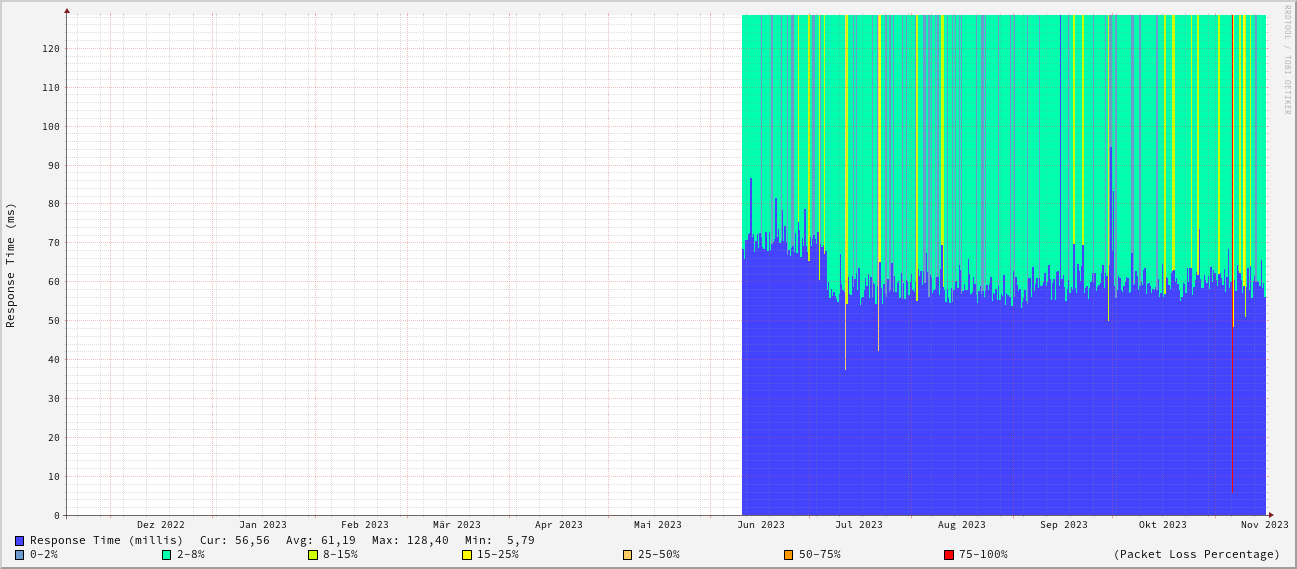 RRDTOOL / TOBI OETIKER
Response Time (ms)
120
110
100
90
80
70
60
50
40
30
20
10
0
Dez 2022 Jan 2023 Feb 2023 Mär 2023 Apr 2023 Mai 2023 Jun 2023 Jul 2023 Aug 2023 Sep 2023 Okt 2023 Nov 2023
Response Time (millis) Cur: 56,56 Avg: 61,19 Max: 128,40 Min: 5,79
0-2% 2-8% 8-15% 15-25% 25-50% 50-75% 75-100% (Packet Loss Percentage)